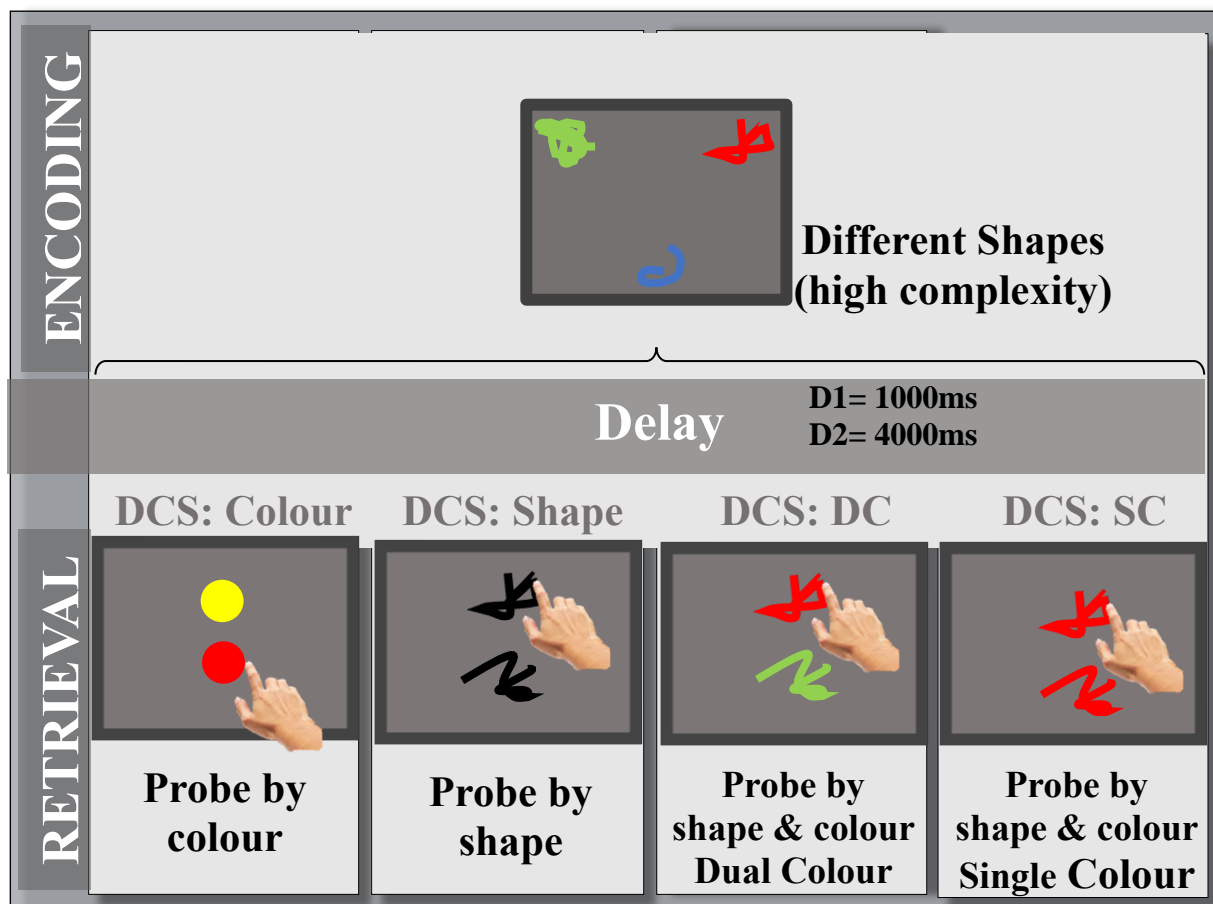 ENCODING
Different Shapes
(high complexity)
Delay
D1= 1000ms
D2= 4000ms
RETRIEVAL
DCS: Colour
DCS: Shape
DCS: DC
DCS: SC
Probe by
colour
Probe by
shape
Probe by
shape & colour
Dual Colour
Probe by
shape & colour
Single Colour